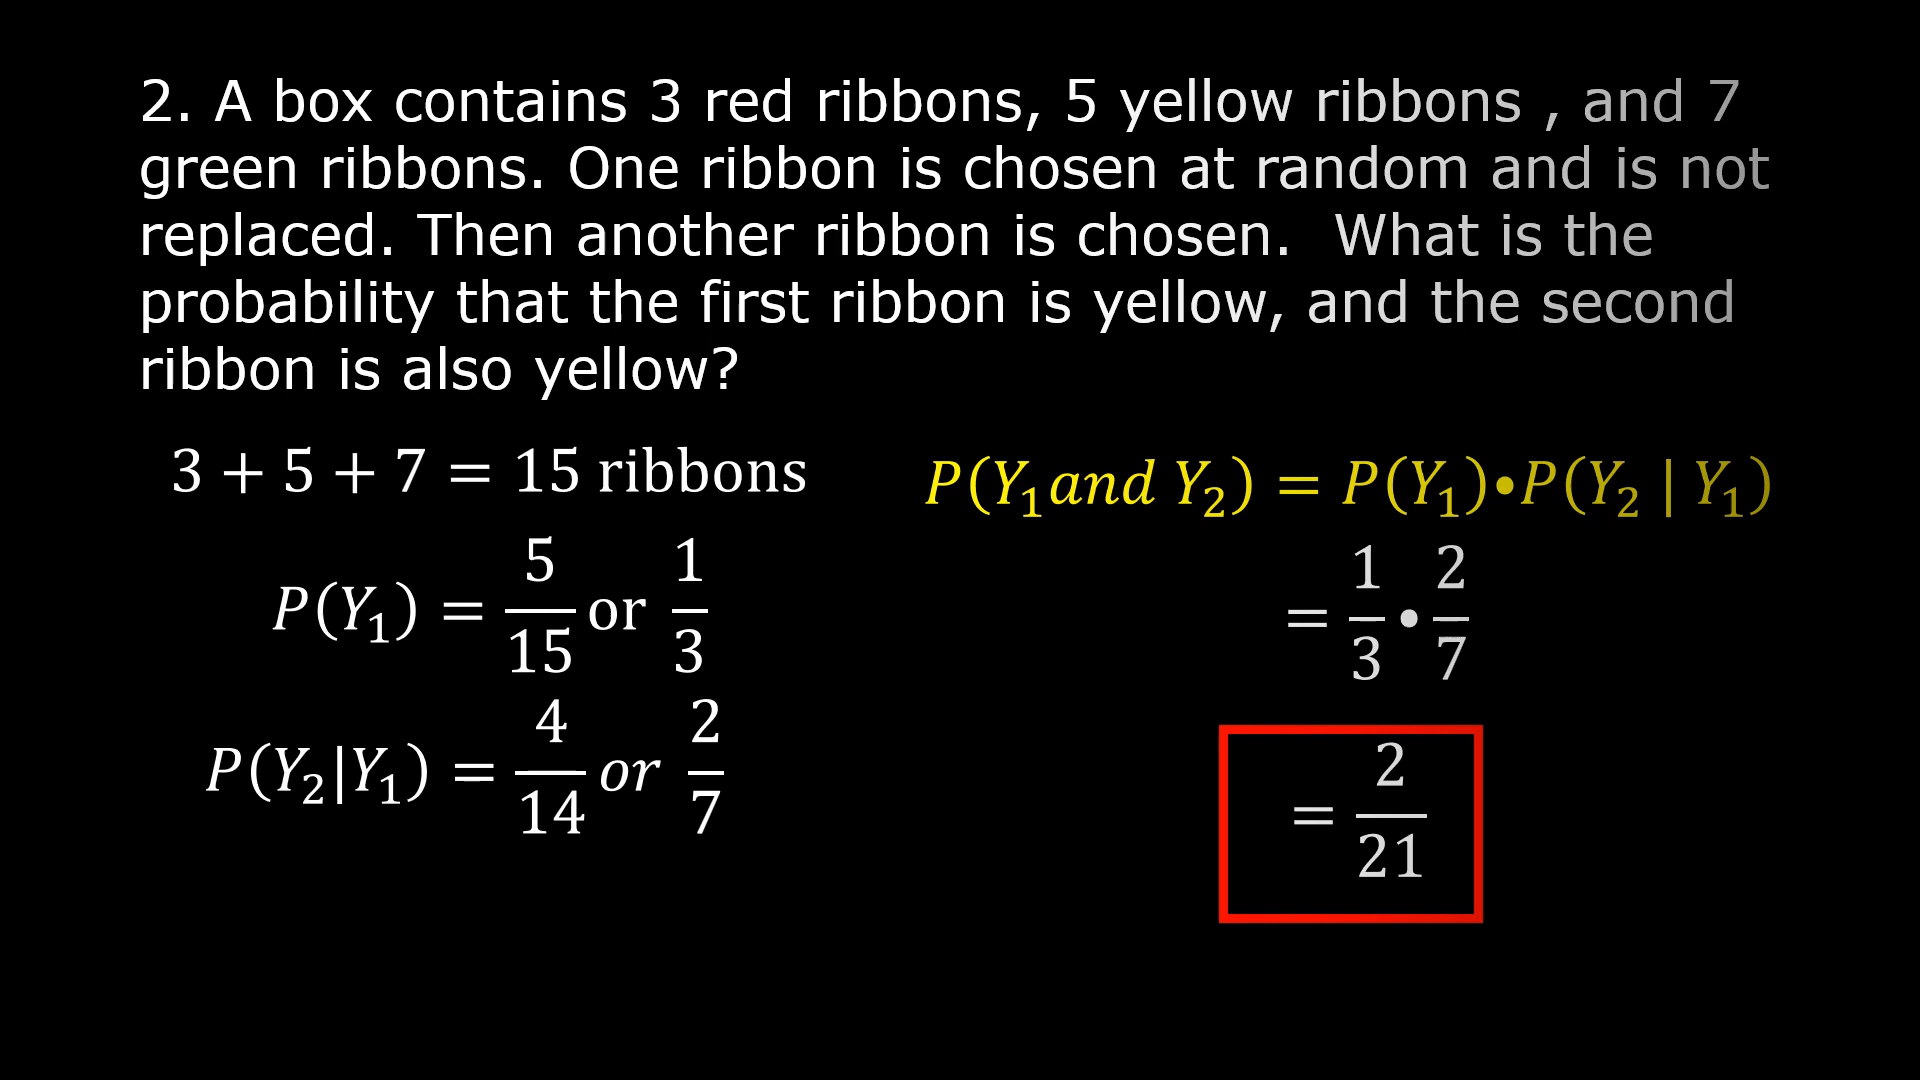 2. A box contains 3 red ribbons, 5 yellow ribbons , and 7
green ribbons. One ribbon is chosen at random and is not
replaced. Then another ribbon is chosen.  What is the
probability that the first ribbon is yellow, and the second
ribbon is also yellow?
3 + 5 + 7 = 15 ribbons
P(Y₁) = 5/15 or 1/3
P(Y₂|Y₁) = 4/14 or 2/7
P(Y₁and Y₂) = P(Y₁)•P(Y₂ | Y₁)
= 1/3 • 2/7
= 2/21